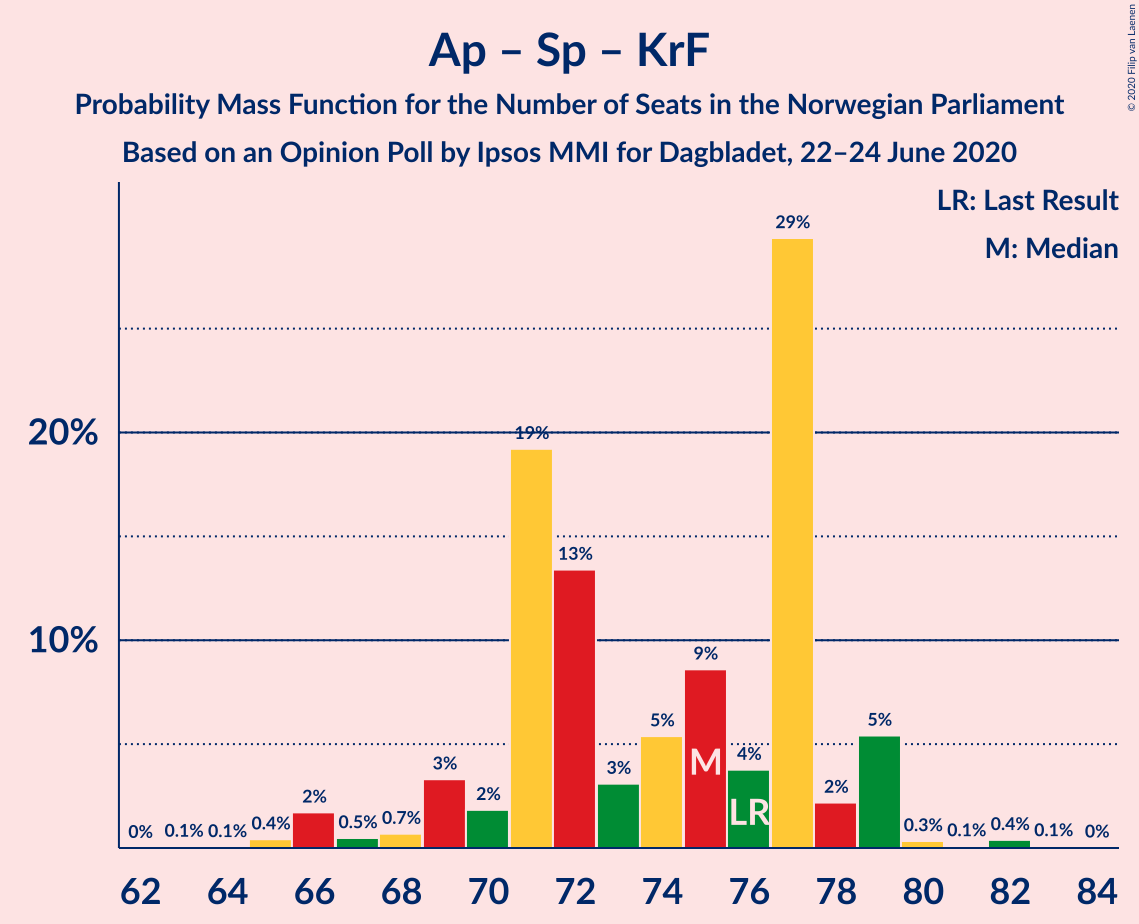 Ap – Sp – KrF
Probability Mass Function for the Number of Seats in the Norwegian Parliament
Based on an Opinion Poll by Ipsos MMI for Dagbladet, 22–24 June 2020
© 2020 Filip van Laenen
LR: Last Result
M: Median
20%
10%
0% 0.1% 0.1% 0.4% 2% 0.5% 0.7% 3% 2% 19% 13% 3% 5% 9% 4% 29% 2% 5% 0.3% 0.1% 0.4% 0.1% 0%
M
LR
62 64 66 68 70 72 74 76 78 80 82 84